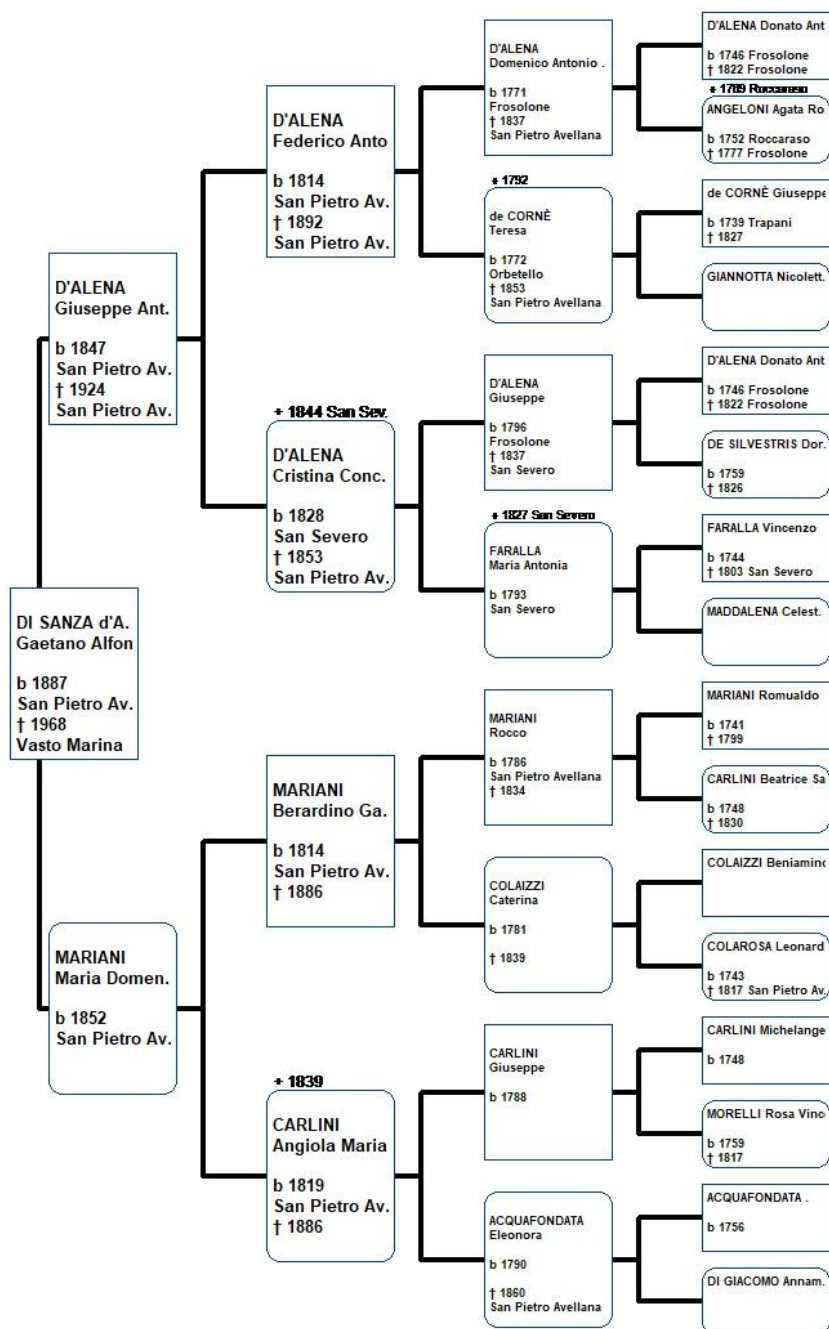 DI SANZA d'A.
Gaetano Alfon
b 1887
San Pietro Av.
† 1968
Vasto Marina
D'ALENA
Giuseppe Ant.
b 1847
San Pietro Av.
† 1924
San Pietro Av.
MARIANI
Maria Domen.
b 1852
San Pietro Av.
D'ALENA
Federico Anto
b 1814
San Pietro Av.
† 1892
San Pietro Av.
+ 1844 San Sev.
D'ALENA
Cristina Conc.
b 1828
San Severo
† 1853
San Pietro Av.
MARIANI
Berardino Ga.
b 1814
San Pietro Av.
† 1886
+ 1839
CARLINI
Angiola Maria
b 1819
San Pietro Av.
† 1886
D'ALENA
Domenico Antonio .
b 1771
Frosolone
† 1837
San Pietro Avellana
+ 1792
de CORNÈ
Teresa
b 1772
Orbetello
† 1853
San Pietro Avellana
D'ALENA
Giuseppe
b 1796
Frosolone
† 1837
San Severo
+ 1827 San Severo
FARALLA
Maria Antonia
b 1793
San Severo
MARIANI
Rocco
b 1786
San Pietro Avellana
† 1834
COLAIZZI
Caterina
b 1781
† 1839
CARLINI
Giuseppe
b 1788
ACQUAFONDATA
Eleonora
b 1790
† 1860
San Pietro Avellana
D'ALENA Donato Ant
b 1746 Frosolone
† 1822 Frosolone
+ 1769 Roccaraso
ANGELONI Agata Ro
b 1752 Roccaraso
† 1777 Frosolone
de CORNÈ Giuseppe
b 1739 Trapani
† 1827
GIANNOTTA Nicolett.
D'ALENA Donato Ant
b 1746 Frosolone
† 1822 Frosolone
DE SILVESTRIS Dor.
b 1759
† 1826
FARALLA Vincenzo
b 1744
† 1803 San Severo
MADDALENA Celest.
MARIANI Romualdo
b 1741
† 1799
CARLINI Beatrice Sa
b 1748
† 1830
COLAIZZI Beniamino
COLAROSA Leonard
b 1743
† 1817 San Pietro Av.
CARLINI Michelange
b 1748
MORELLI Rosa Vinc
b 1759
† 1817
ACQUAFONDATA .
b 1756
DI GIACOMO Annam.